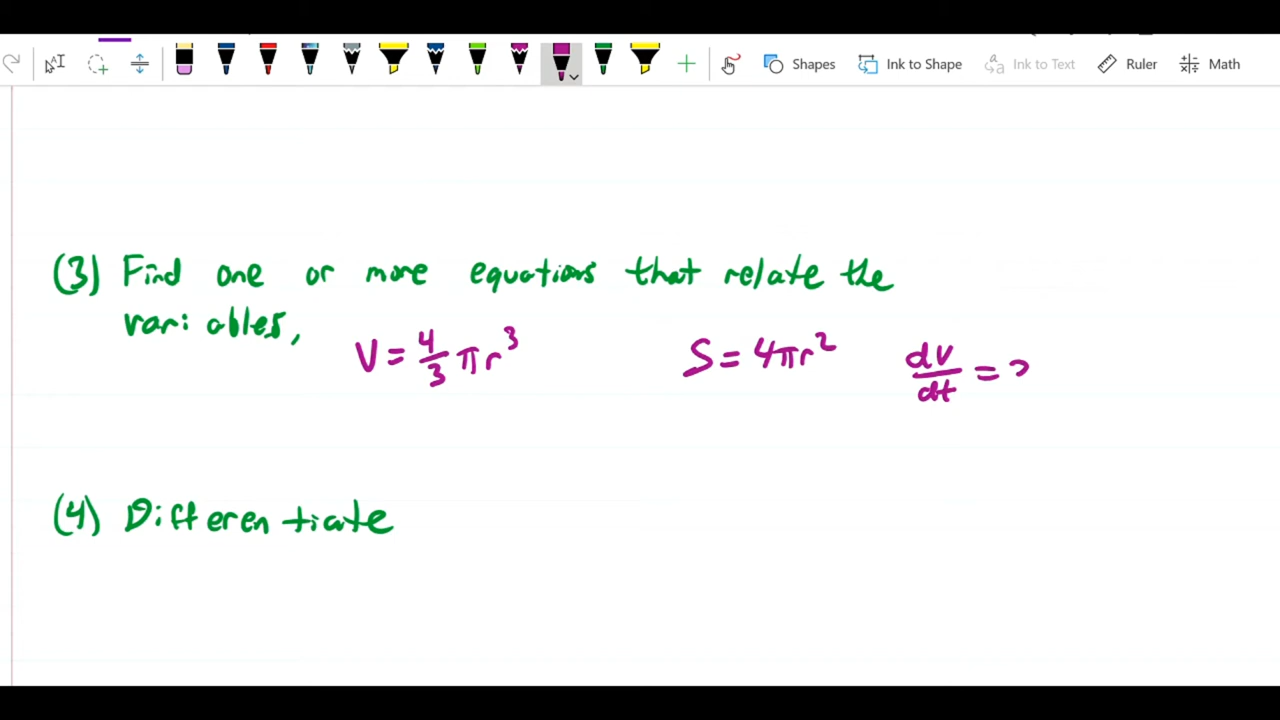 Shapes Ink to Shape Ink to Text Ruler Math
(3) Find one or more equations that relate the
variables,
V = 4/3 πr³ S = 4πr² dV/dt = ?
(4) Differentiate